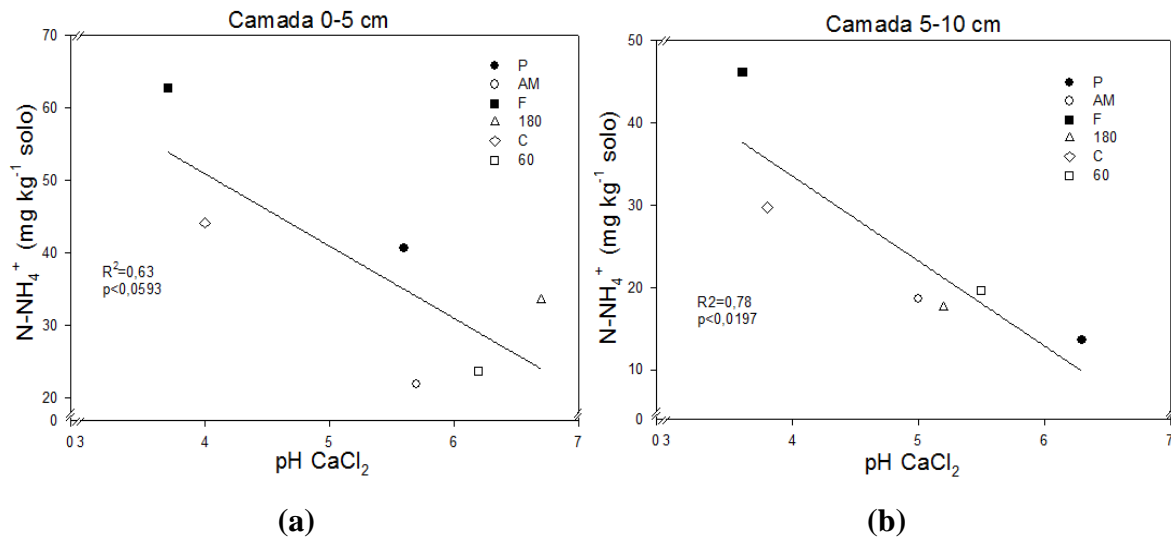 Camada 0-5 cm
70
60
50
40
30
20
0
N-NH₄⁺ (mg kg⁻¹ solo)
P
AM
F
180
C
60
R²=0,63
p<0,0593
0 3 4 5 6 7
pH CaCl₂
(a)
Camada 5-10 cm
50
40
30
20
10
0
N-NH₄⁺ (mg kg⁻¹ solo)
P
AM
F
180
C
60
R2=0,78
p<0,0197
0 3 4 5 6 7
pH CaCl₂
(b)